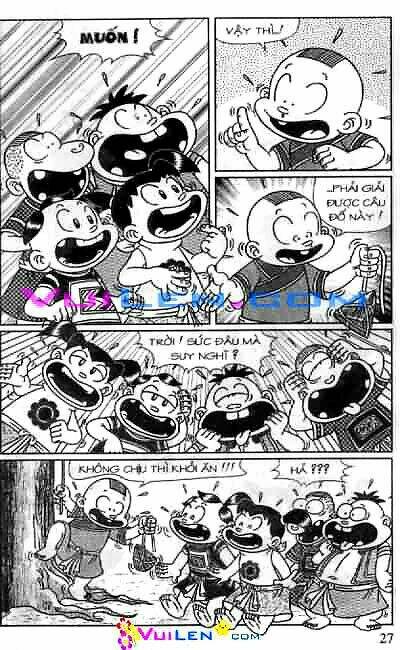 MUỐN !
VẬY THÌ..!
..PHẢI GIẢI
ĐƯỢC CÂU
ĐỐ NÀY !
VuiLen.com
TRỜI ! SỨC ĐÂU MÀ
SUY NGHĨ ?
KHÔNG CHỊU THÌ KHỎI ĂN !!!
HẢ ???
27
VuiLen.com